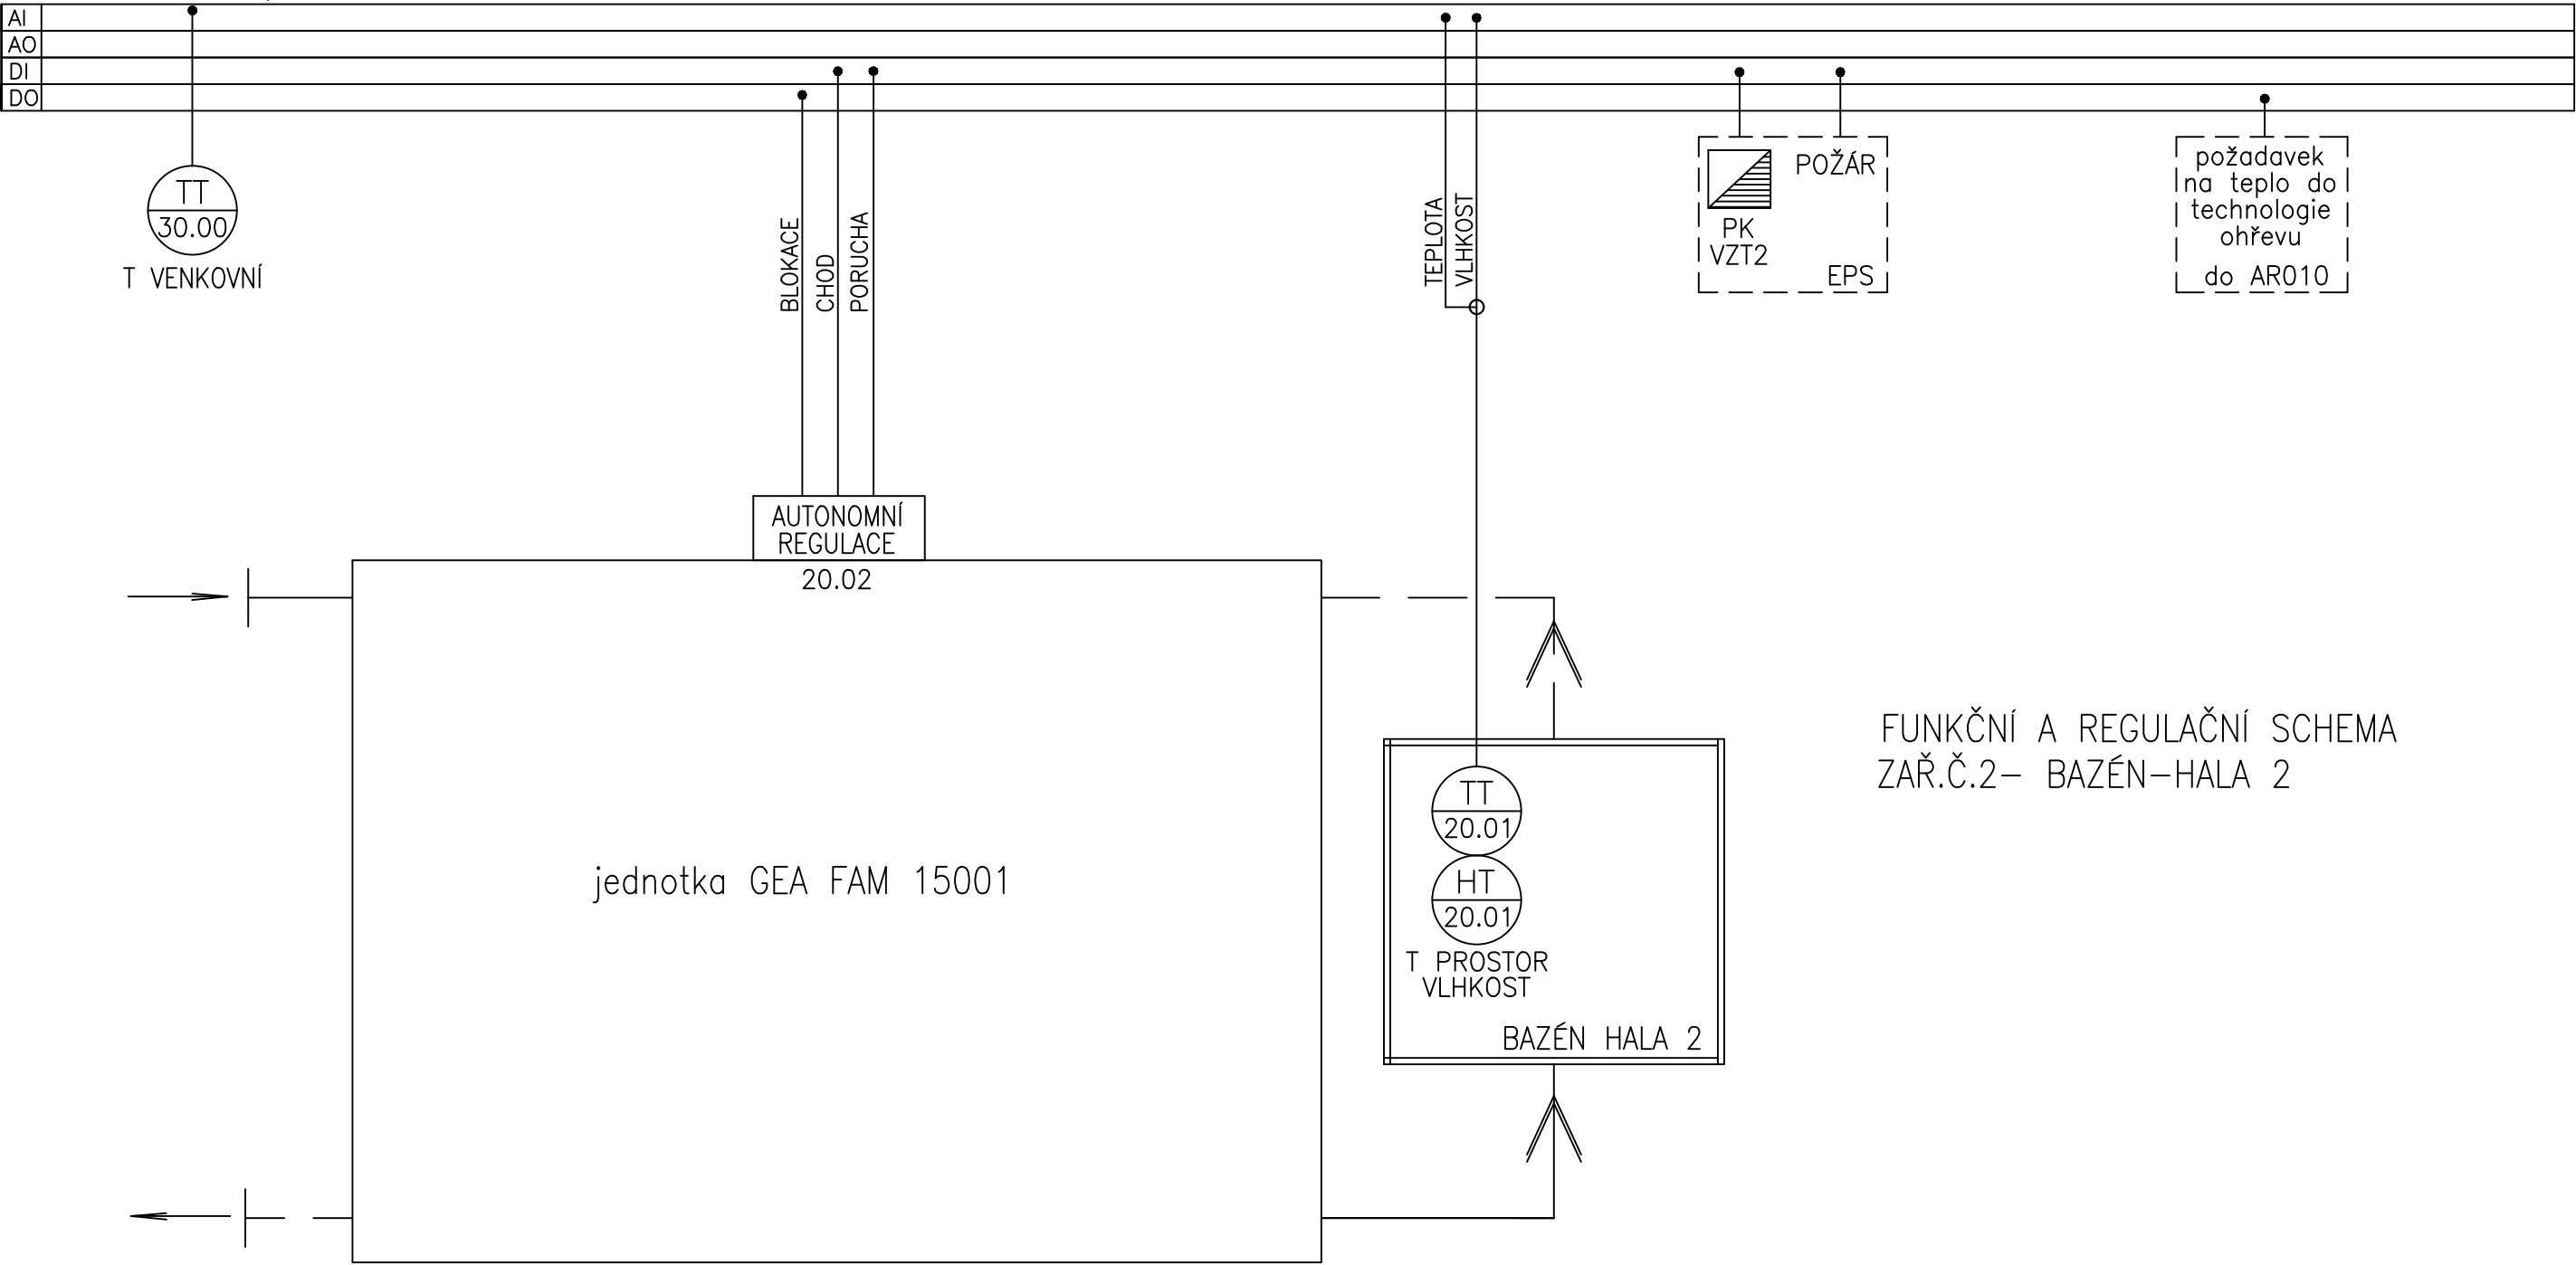 AI
AO
DI
DO
TT
30.00
T VENKOVNÍ
BLOKACE
CHOD
PORUCHA
TEPLOTA
VLHKOST
POŽÁR
PK
VZT2
EPS
požadavek
na teplo do
technologie
ohřevu
do AR010
AUTONOMNÍ
REGULACE
20.02
jednotka GEA FAM 15001
TT
20.01
HT
20.01
T PROSTOR
VLHKOST
BAZÉN HALA 2
FUNKČNÍ A REGULAČNÍ SCHEMA
ZAŘ.Č.2- BAZÉN-HALA 2